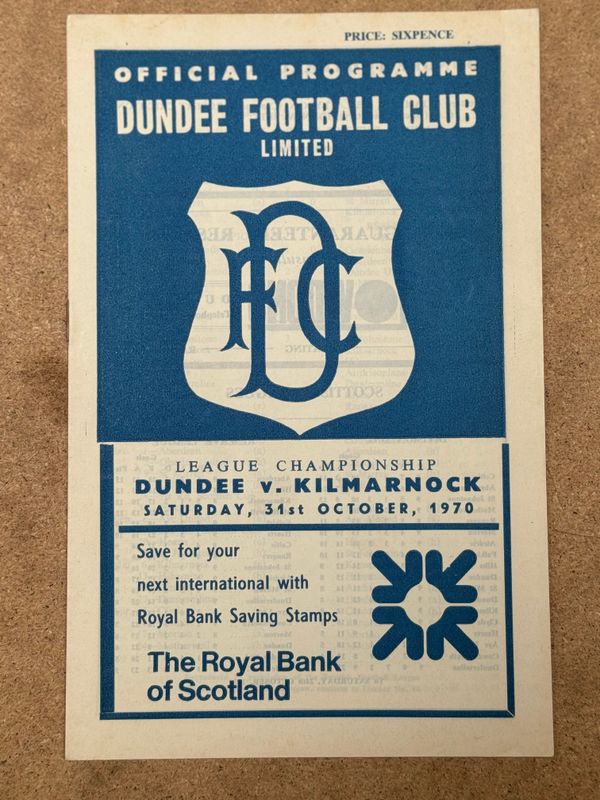 PRICE: SIXPENCE
OFFICIAL PROGRAMME
DUNDEE FOOTBALL CLUB
LIMITED
DFC
LEAGUE CHAMPIONSHIP
DUNDEE v. KILMARNOCK
SATURDAY, 31st OCTOBER, 1970
Save for your
next international with
Royal Bank Saving Stamps
The Royal Bank
of Scotland